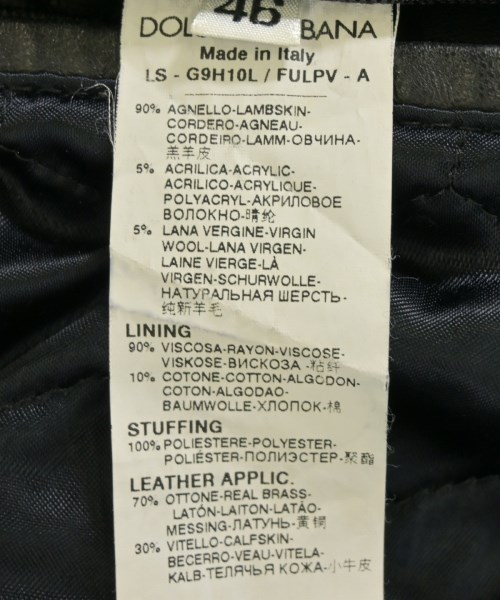 46
DOL BANA
Made in Italy
LS - G9H10L / FULPV - A
90% AGNELLO-LAMBSKIN-
CORDERO-AGNEAU-
CORDEIRO-LAMM-ОВЧИНА-
羔羊皮
5% ACRILICA-ACRYLIC-
ACRILICO-ACRYLIQUE-
POLYACRYL-АКРИЛОВОЕ
ВОЛОКНО-晴纶
5% LANA VERGINE-VIRGIN
WOOL-LANA VIRGEN-
LAINE VIERGE-LÀ
VIRGEN-SCHURWOLLE-
НАТУРАЛЬНАЯ ШЕРСТЬ-
纯新羊毛
LINING
90% VISCOSA-RAYON-VISCOSE-
VISKOSE-ВИСКОЗА -粘纤
10% COTONE-COTTON-ALGODON-
COTON-ALGODAO-
BAUMWOLLE-ХЛОПОК-棉
STUFFING
100% POLIESTERE-POLYESTER-
POLIÉSTER-ПОЛИЭСТЕР-聚酯
LEATHER APPLIC.
70% OTTONE-REAL BRASS-
LATÓN-LAITON-LATÃO-
MESSING-ЛАТУНЬ-黄铜
30% VITELLO-CALFSKIN-
BECERRO-VEAU-VITELA-
KALB-ТЕЛЯЧЬЯ КОЖА-小牛皮